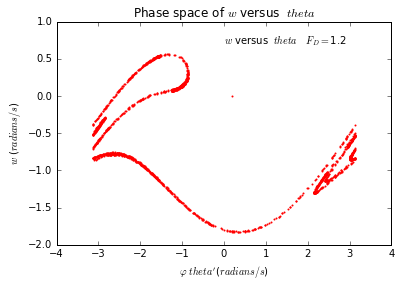 Phase space of w versus theta
w versus theta F_D=1.2
1.0
0.5
0.0
−0.5
−1.0
−1.5
−2.0
w (radians/s)
−4 −3 −2 −1 0 1 2 3 4
φ theta′(radians/s)